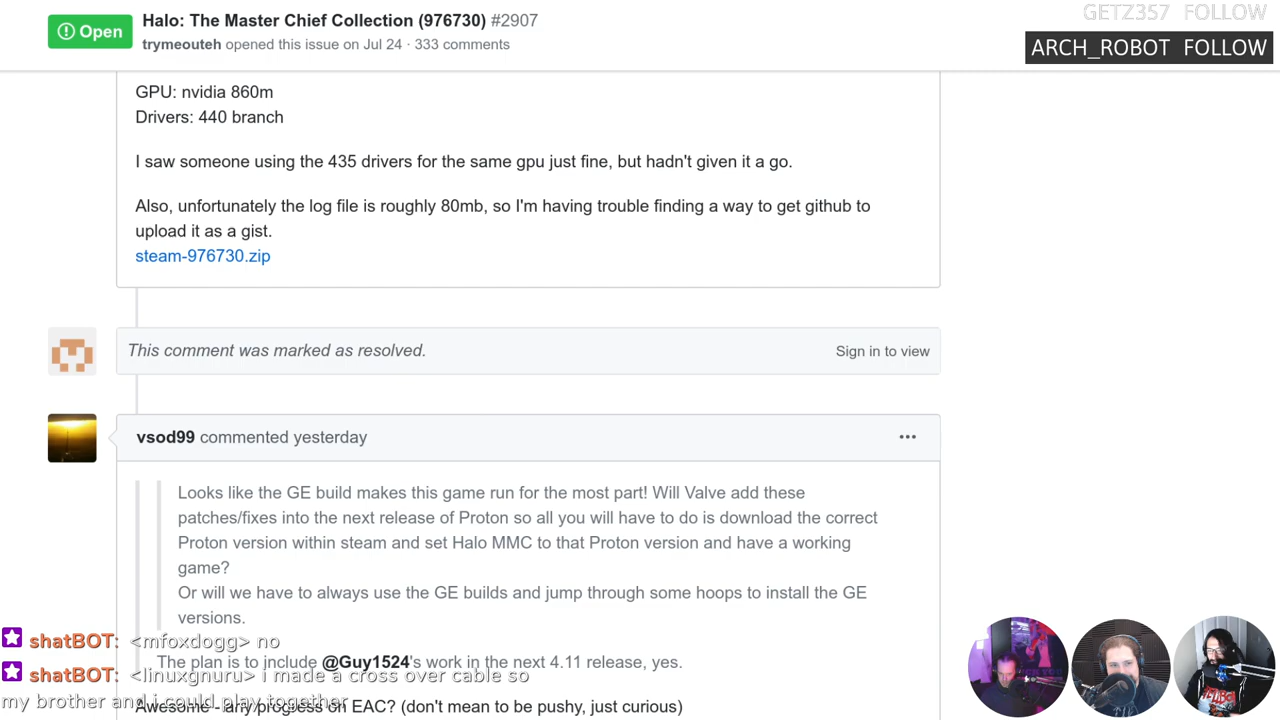 Open
Halo: The Master Chief Collection (976730) #2907
trymeouteh opened this issue on Jul 24 · 333 comments
GETZ357 FOLLOW
ARCH_ROBOT FOLLOW
GPU: nvidia 860m
Drivers: 440 branch
I saw someone using the 435 drivers for the same gpu just fine, but hadn't given it a go.
Also, unfortunately the log file is roughly 80mb, so I'm having trouble finding a way to get github to
upload it as a gist.
steam-976730.zip
This comment was marked as resolved.
Sign in to view
vsod99 commented yesterday
Looks like the GE build makes this game run for the most part! Will Valve add these
patches/fixes into the next release of Proton so all you will have to do is download the correct
Proton version within steam and set Halo MMC to that Proton version and have a working
game?
Or will we have to always use the GE builds and jump through some hoops to install the GE
versions.
shatBOT: <mfoxdogg> no
The plan is to include @Guy1524's work in the next 4.11 release, yes.
shatBOT: <linuxgnuru> i made a cross over cable so
my brother and i could play together
Awesome - any progress on EAC? (don't mean to be pushy, just curious)